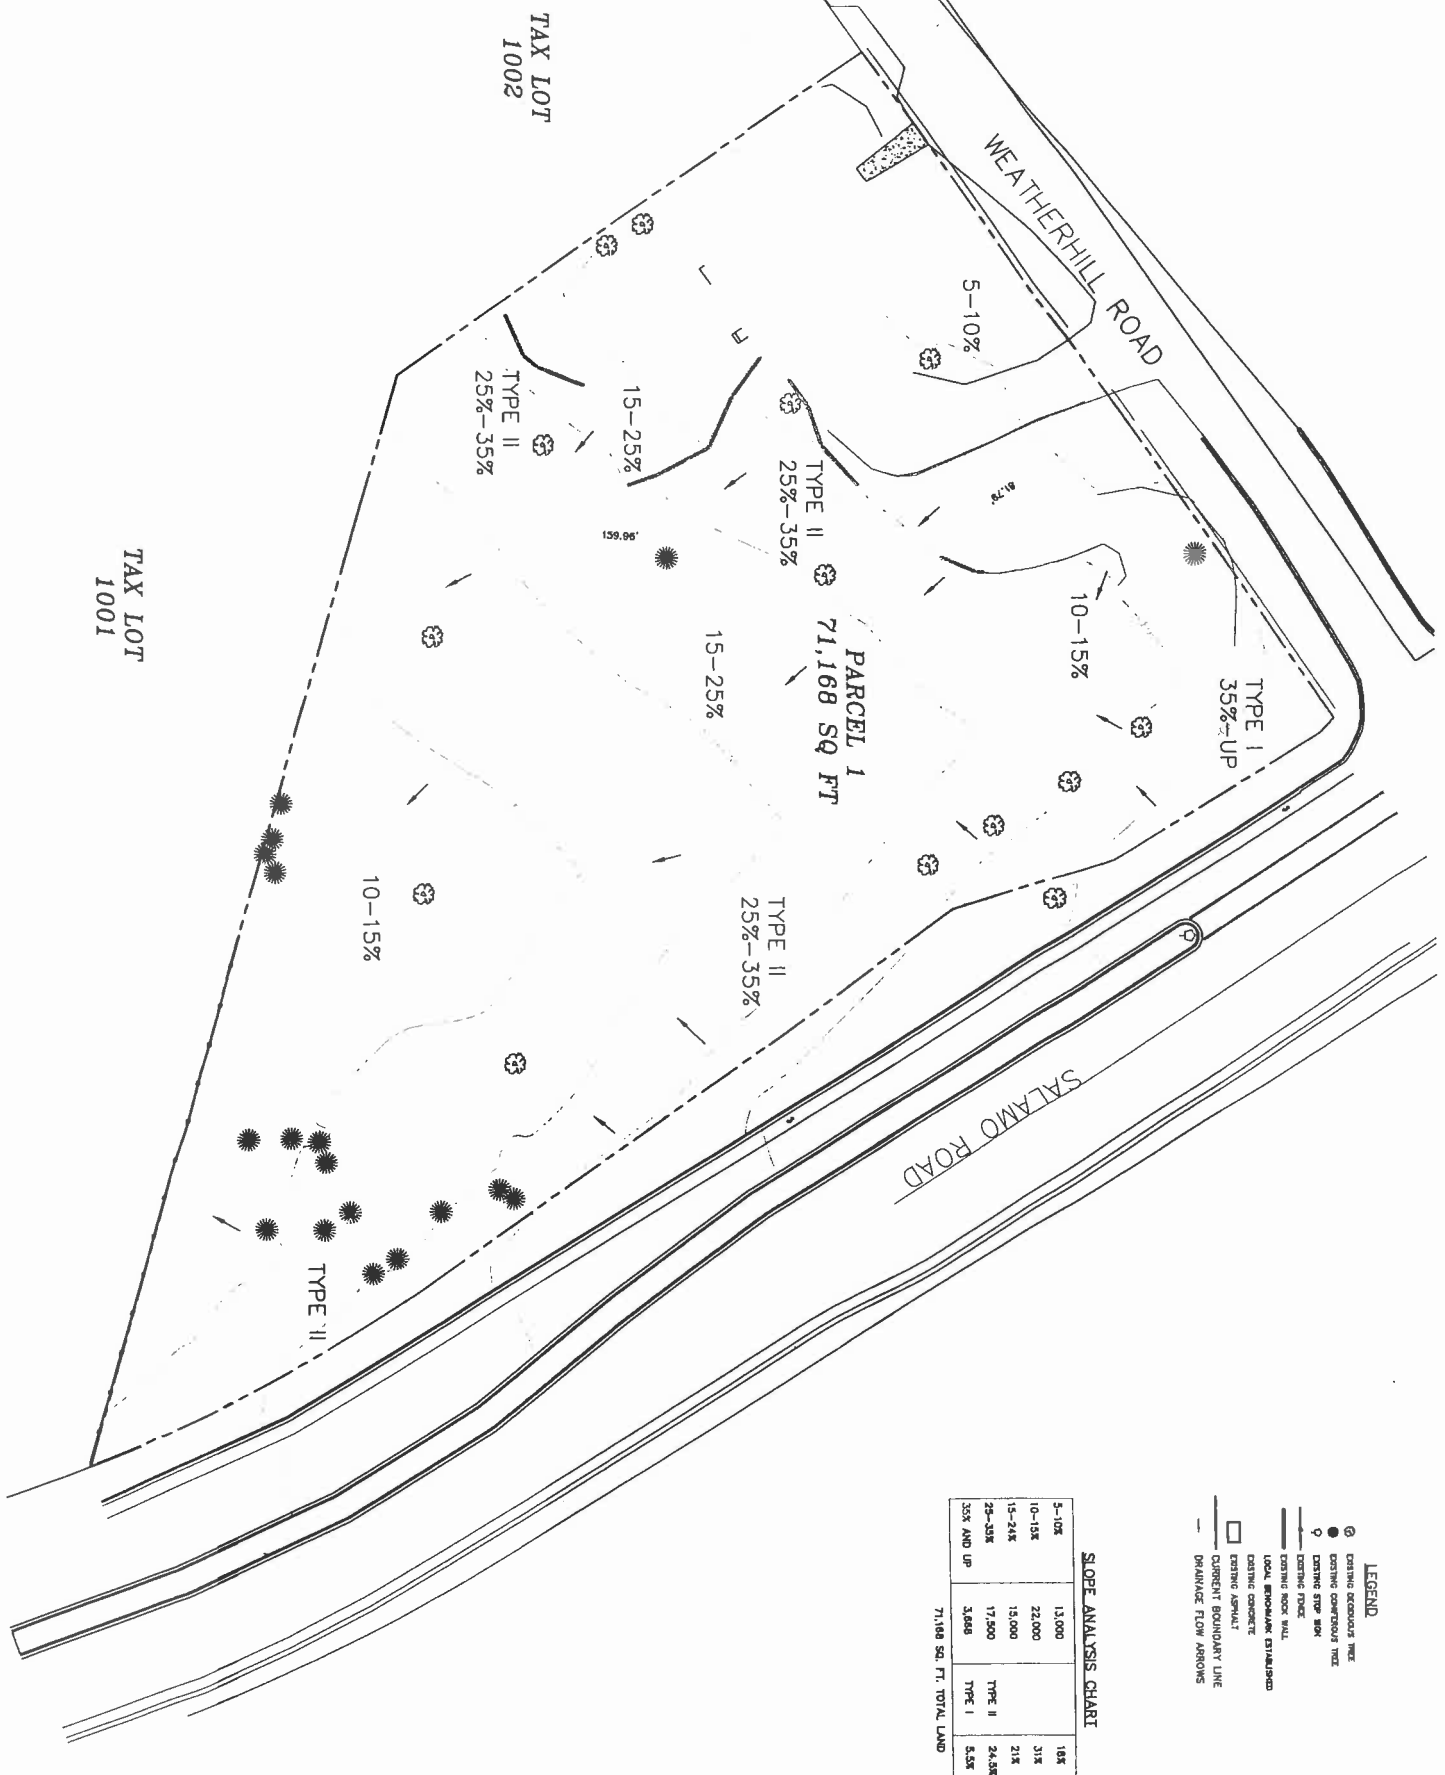 TAX LOT
1002
WEATHERHILL ROAD
5-10%
TYPE II
25%-35%
15-25%
TYPE II
25%-35%
81.79'
159.96'
10-15%
TYPE I
35%-UP
PARCEL 1
71,168 SQ FT
15-25%
TAX LOT
1001
10-15%
TYPE II
25%-35%
SALAMO ROAD
TYPE II
LEGEND
EXISTING DECIDUOUS TREE
EXISTING CONIFEROUS TREE
EXISTING STOP SIGN
EXISTING FENCE
EXISTING ROCK WALL
LOCAL BENCHMARK ESTABLISHED
EXISTING CONCRETE
EXISTING ASPHALT
CURRENT BOUNDARY LINE
DRAINAGE FLOW ARROWS
SLOPE ANALYSIS CHART
5-10% 13,000 18%
10-15% 22,000 31%
15-24% 15,000 21%
25-35% 17,500 TYPE II 24.5%
35% AND UP 3,668 TYPE I 5.5%
71,168 SQ. FT. TOTAL LAND